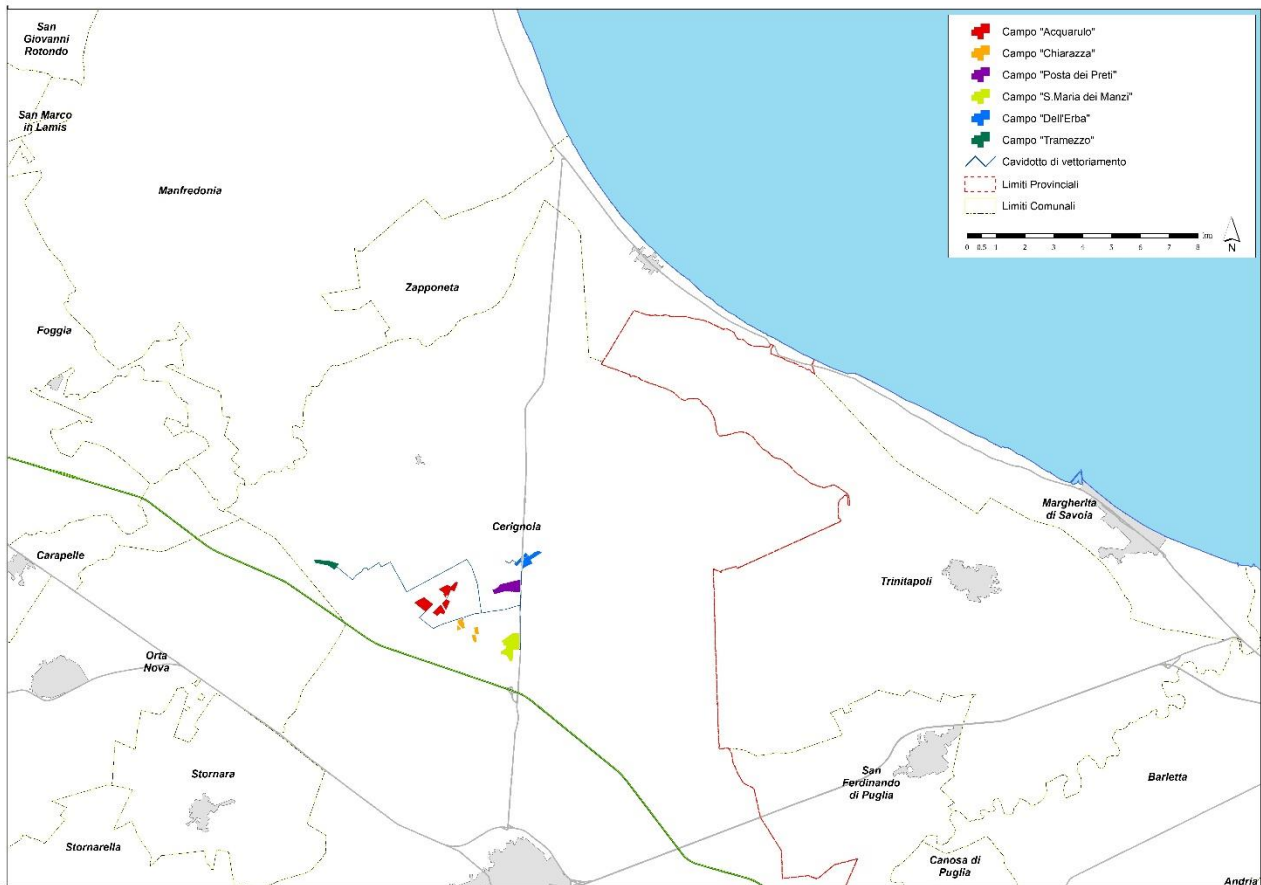 San
Giovanni
Rotondo
San Marco
in Lamis
Manfredonia
Zapponeta
Foggia
Cerignola
Carapelle
Orta
Nova
Stornara
Stornarella
Margherita
di Savoia
Trinitapoli
San
Ferdinando
di Puglia
Barletta
Canosa di
Puglia
Andria
Campo "Acquarulo"
Campo "Chiarazza"
Campo "Posta dei Preti"
Campo "S.Maria dei Manzi"
Campo "Dell'Erba"
Campo "Tramezzo"
Cavidotto di vettoriamento
Limiti Provinciali
Limiti Comunali
0 0.5 1 2 3 4 5 6 7 8
Km
N